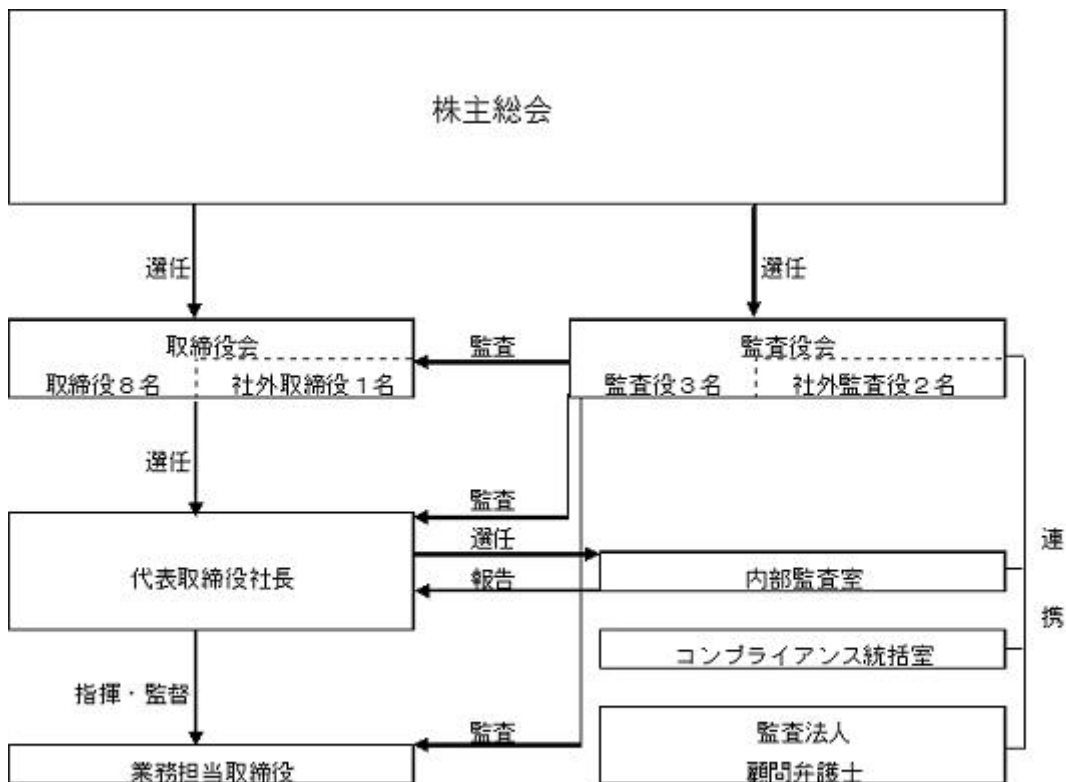 株主総会
選任
選任
取締役会
取締役8名 社外取締役1名
監査
監査役会
監査役3名 社外監査役2名
選任
監査
選任
報告
代表取締役社長
内部監査室
連携
コンプライアンス統括室
指揮・監督
監査
監査法人
顧問弁護士
業務担当取締役